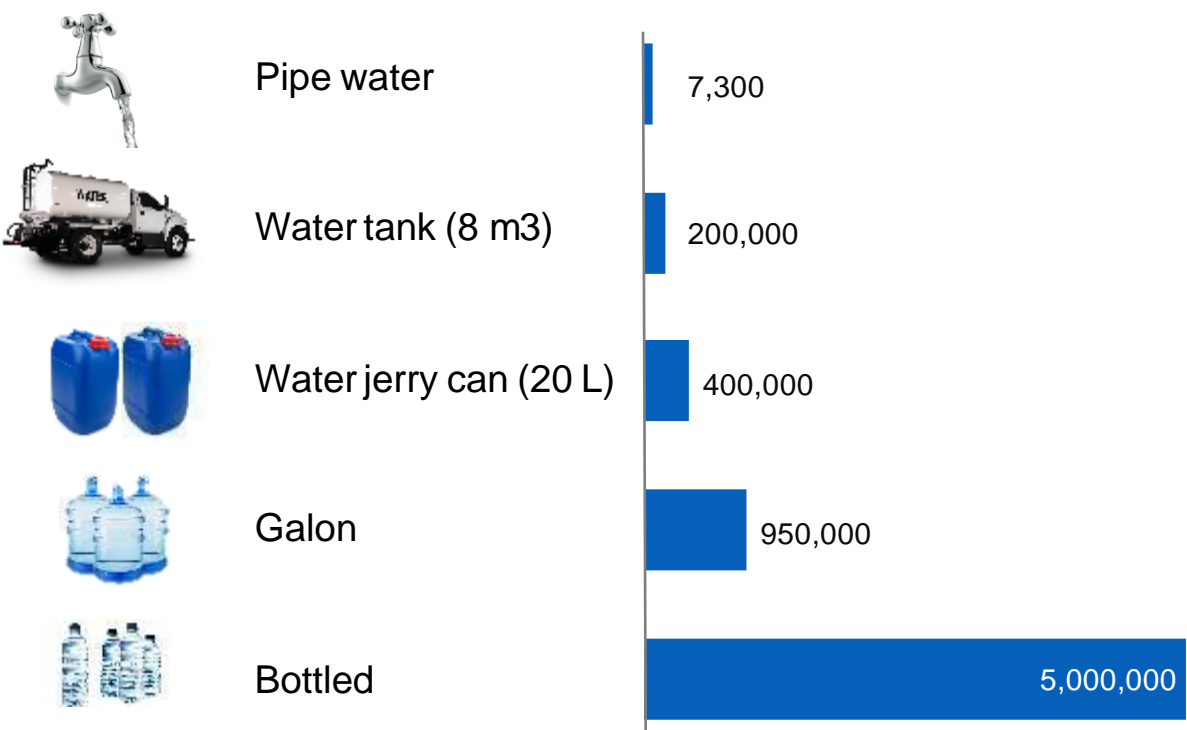 Pipe water 7,300
WATER
Water tank (8 m3) 200,000
Water jerry can (20 L) 400,000
Galon 950,000
Bottled 5,000,000